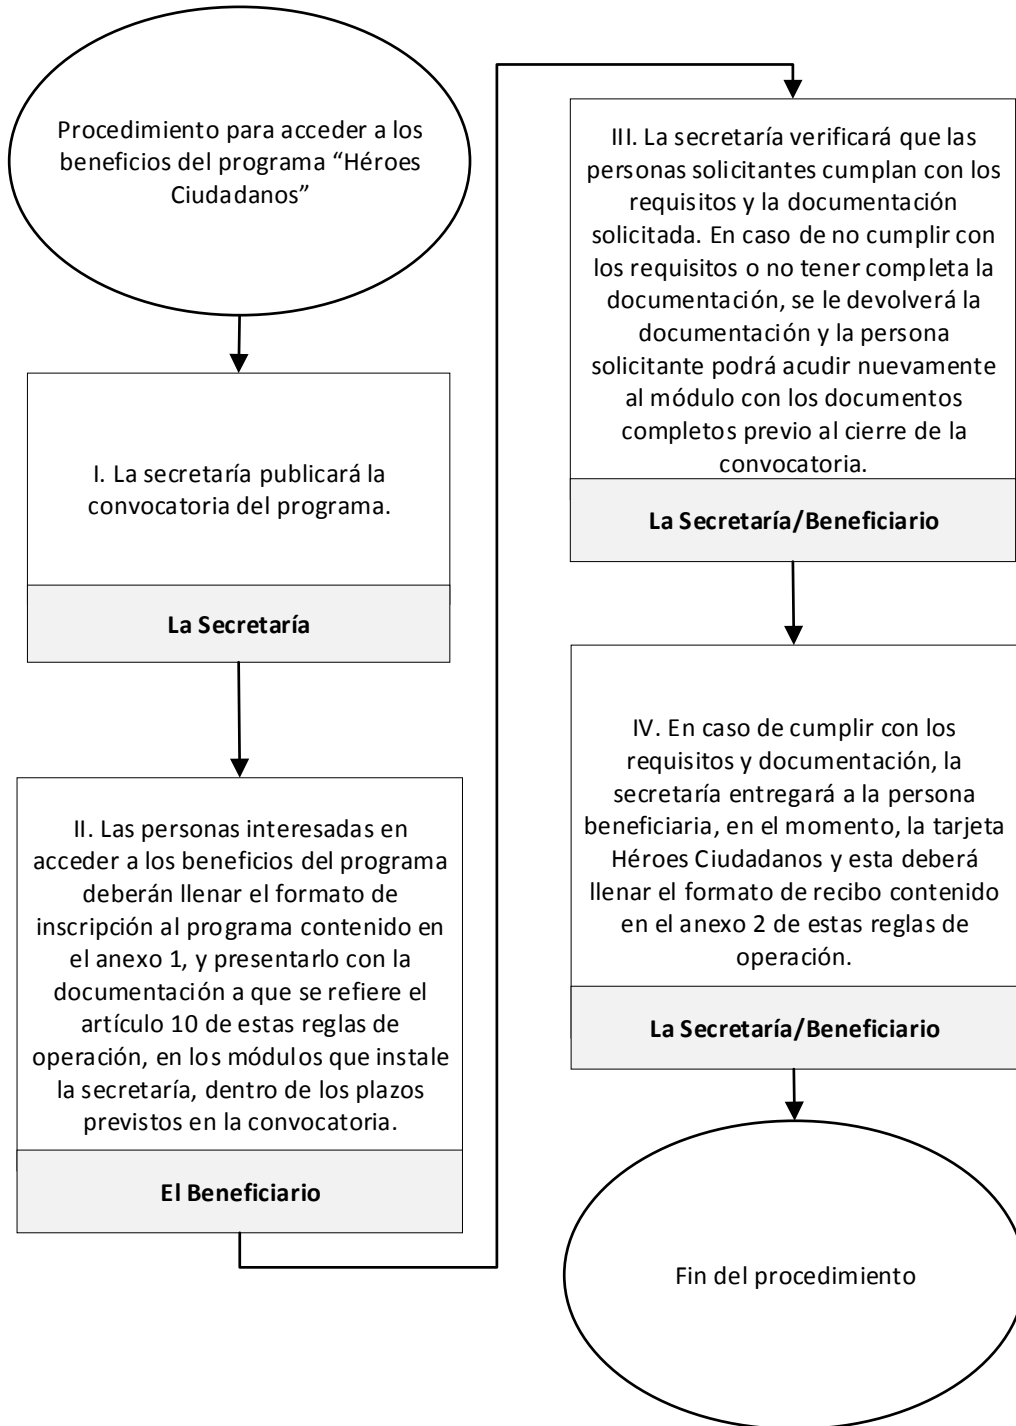 Procedimiento para acceder a los
beneficios del programa “Héroes
Ciudadanos”
I. La secretaría publicará la
convocatoria del programa.
La Secretaría
II. Las personas interesadas en
acceder a los beneficios del programa
deberán llenar el formato de
inscripción al programa contenido en
el anexo 1, y presentarlo con la
documentación a que se refiere el
artículo 10 de estas reglas de
operación, en los módulos que instale
la secretaría, dentro de los plazos
previstos en la convocatoria.
El Beneficiario
III. La secretaría verificará que las
personas solicitantes cumplan con los
requisitos y la documentación
solicitada. En caso de no cumplir con
los requisitos o no tener completa la
documentación, se le devolverá la
documentación y la persona
solicitante podrá acudir nuevamente
al módulo con los documentos
completos previo al cierre de la
convocatoria.
La Secretaría/Beneficiario
IV. En caso de cumplir con los
requisitos y documentación, la
secretaría entregará a la persona
beneficiaria, en el momento, la tarjeta
Héroes Ciudadanos y esta deberá
llenar el formato de recibo contenido
en el anexo 2 de estas reglas de
operación.
La Secretaría/Beneficiario
Fin del procedimiento